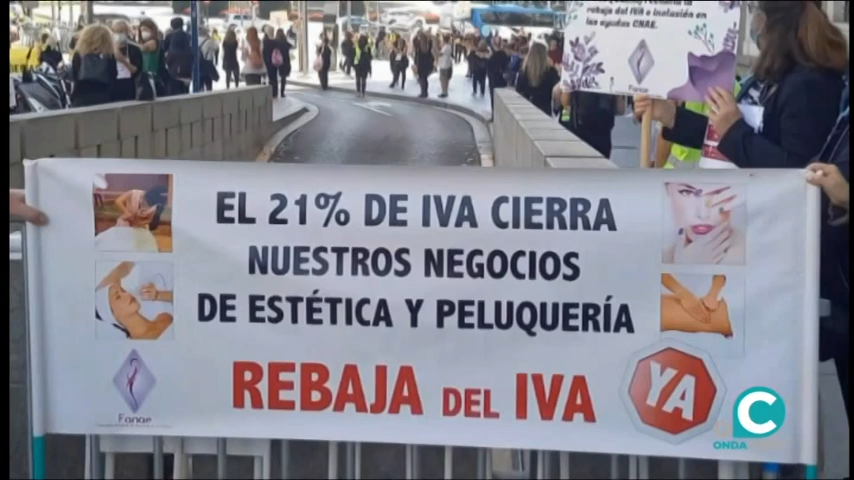 rebaja del IVA e inclusión en
las ayudas CNAE.
Fanae
EL 21% DE IVA CIERRA
NUESTROS NEGOCIOS
DE ESTÉTICA Y PELUQUERÍA
REBAJA DEL IVA
YA
Fanae
C
ONDA